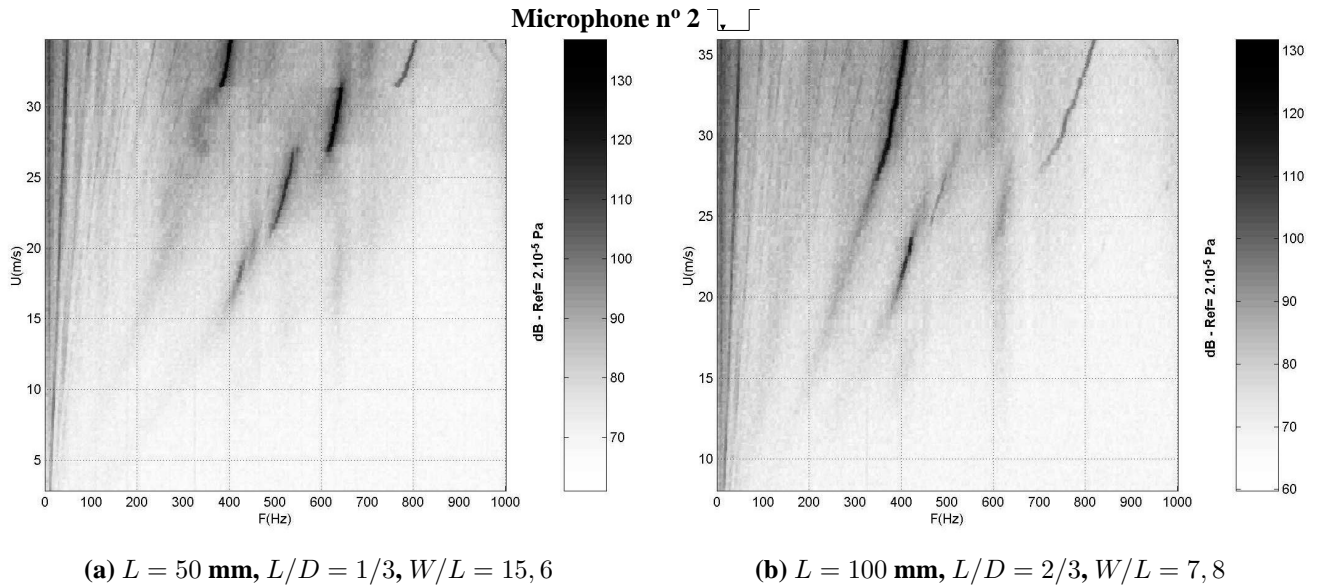 Microphone nº 2
30
25
20
15
10
5
U(m/s)
0 100 200 300 400 500 600 700 800 900 1000
F(Hz)
130
120
110
100
90
80
70
dB - Ref= 2.10⁻⁵ Pa
35
30
25
20
15
10
U(m/s)
0 100 200 300 400 500 600 700 800 900 1000
F(Hz)
130
120
110
100
90
80
70
60
dB - Ref= 2.10⁻⁵ Pa
(a) L = 50 mm, L/D = 1/3, W/L = 15, 6
(b) L = 100 mm, L/D = 2/3, W/L = 7, 8